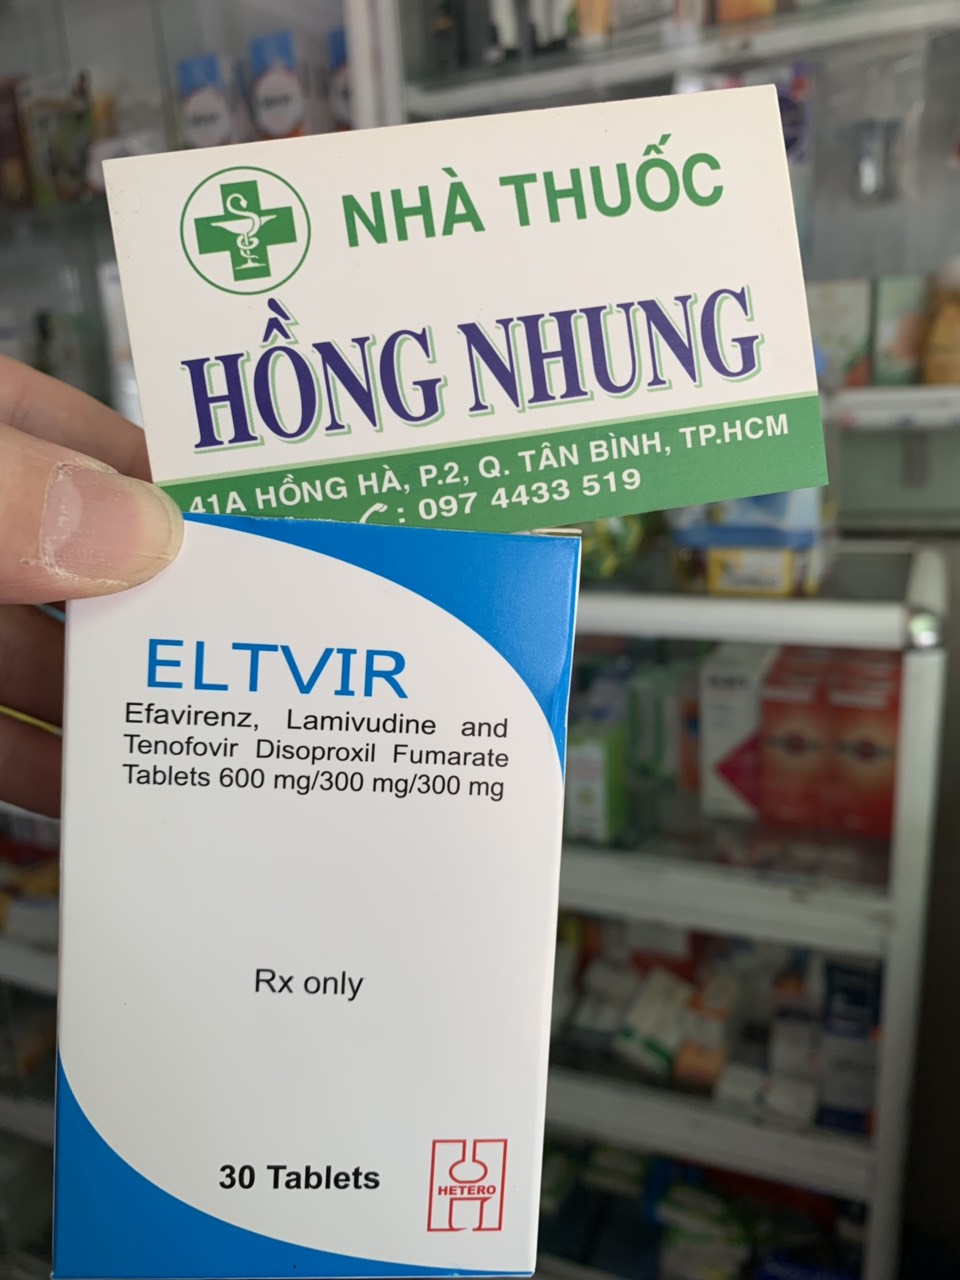 NHÀ THUỐC
HỒNG NHUNG
41A HỒNG HÀ, P.2, Q. TÂN BÌNH, TP.HCM
: 097 4433 519
ELTVIR
Efavirenz, Lamivudine and
Tenofovir Disoproxil Fumarate
Tablets 600 mg/300 mg/300 mg
Rx only
30 Tablets
HETERO